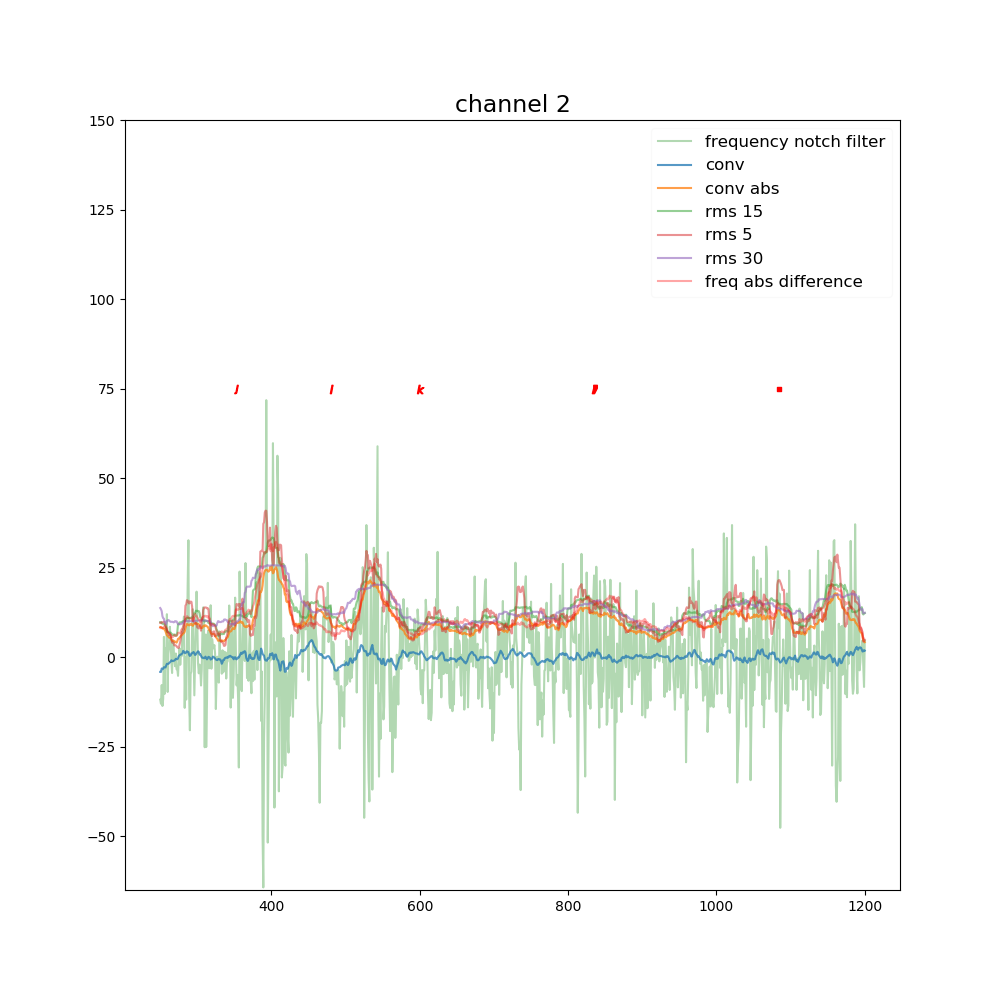 channel 2
150
125
100
75
50
25
0
−25
−50
400 600 800 1000 1200
frequency notch filter
conv
conv abs
rms 15
rms 5
rms 30
freq abs difference
k